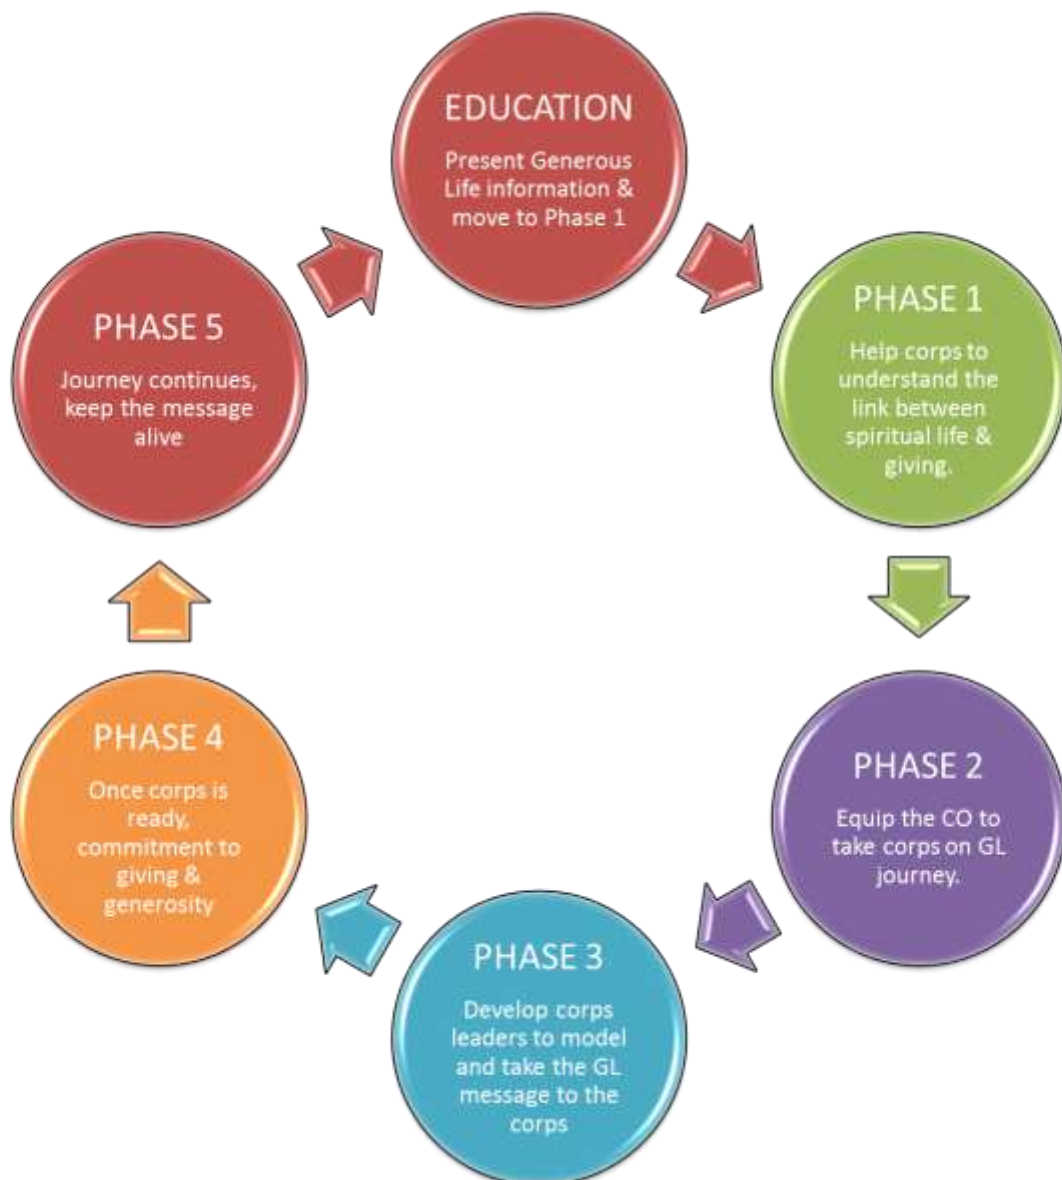 EDUCATION
Present Generous
Life information &
move to Phase 1
PHASE 1
Help corps to
understand the
link between
spiritual life &
giving.
PHASE 2
Equip the CO to
take corps on GL
journey.
PHASE 3
Develop corps
leaders to model
and take the GL
message to the
corps
PHASE 4
Once corps is
ready,
commitment to
giving &
generosity
PHASE 5
Journey continues,
keep the message
alive